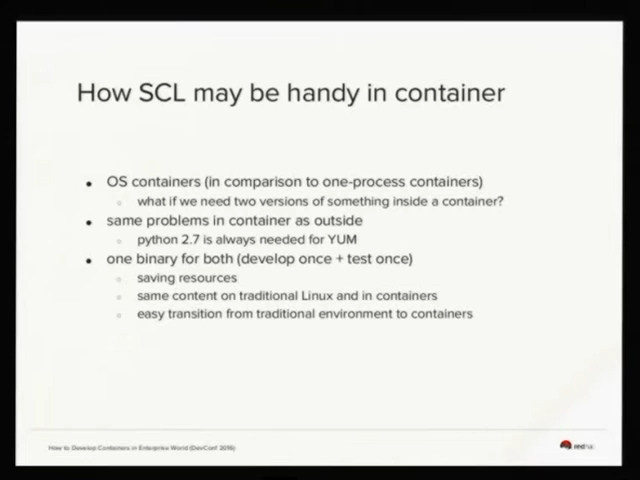 How SCL may be handy in container
● OS containers (in comparison to one-process containers)
○ what if we need two versions of something inside a container?
● same problems in container as outside
○ python 2.7 is always needed for YUM
● one binary for both (develop once + test once)
○ saving resources
○ same content on traditional Linux and in containers
○ easy transition from traditional environment to containers
How to Develop Containers in Enterprise World (DevConf 2016)
redhat